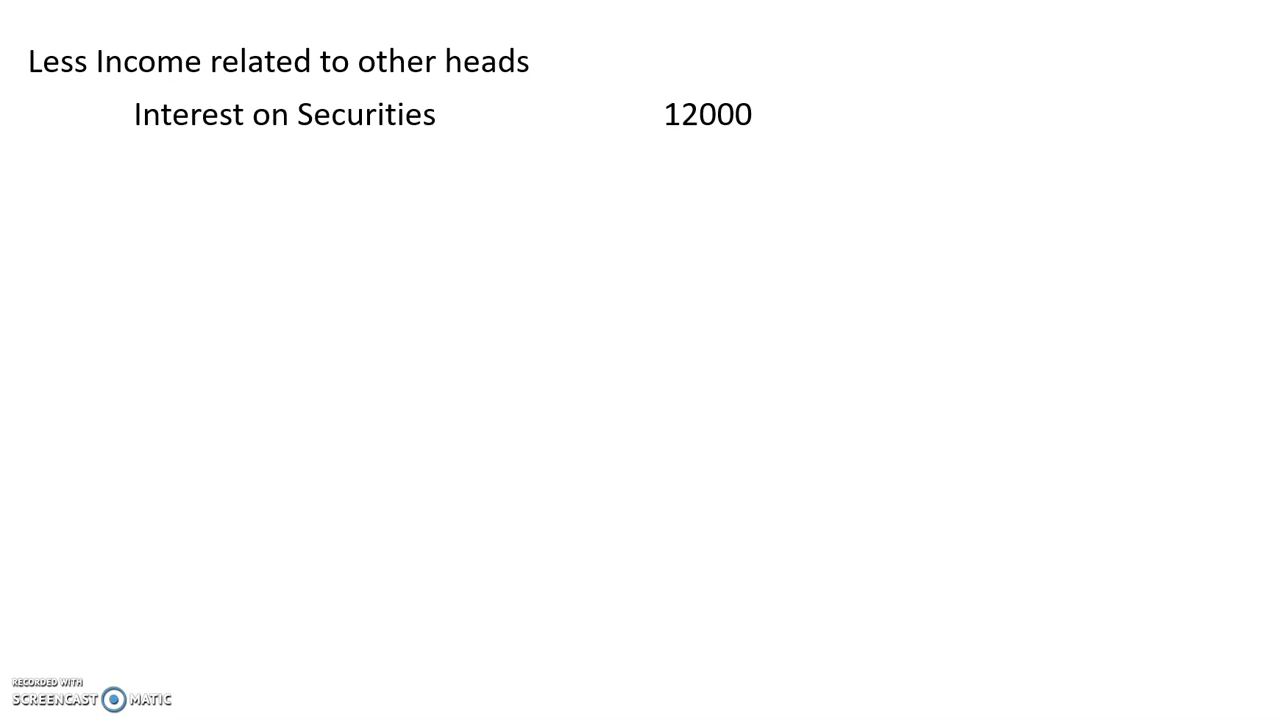 Less Income related to other heads
Interest on Securities 12000
RECORDED WITH
SCREENCAST MATIC